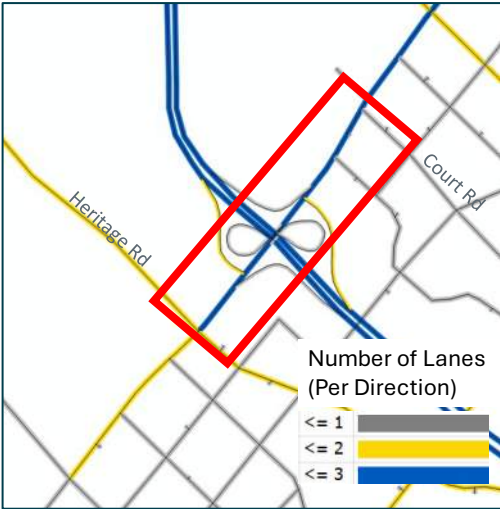 Court Rd
Heritage Rd
Number of Lanes
(Per Direction)
<= 1
<= 2
<= 3